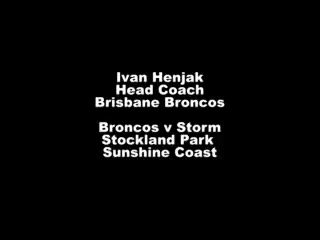 Ivan Henjak
Head Coach
Brisbane Broncos
Broncos v Storm
Stockland Park
Sunshine Coast